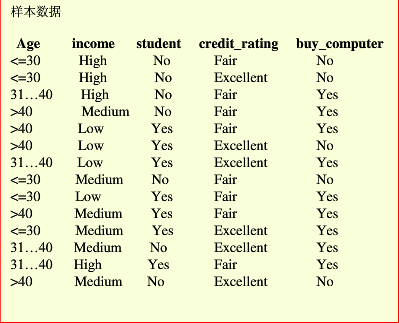 样本数据
Age income student credit_rating buy_computer
<=30 High No Fair No
<=30 High No Excellent No
31…40 High No Fair Yes
>40 Medium No Fair Yes
>40 Low Yes Fair Yes
>40 Low Yes Excellent No
31…40 Low Yes Excellent Yes
<=30 Medium No Fair No
<=30 Low Yes Fair Yes
>40 Medium Yes Fair Yes
<=30 Medium Yes Excellent Yes
31…40 Medium No Excellent Yes
31…40 High Yes Fair Yes
>40 Medium No Excellent No